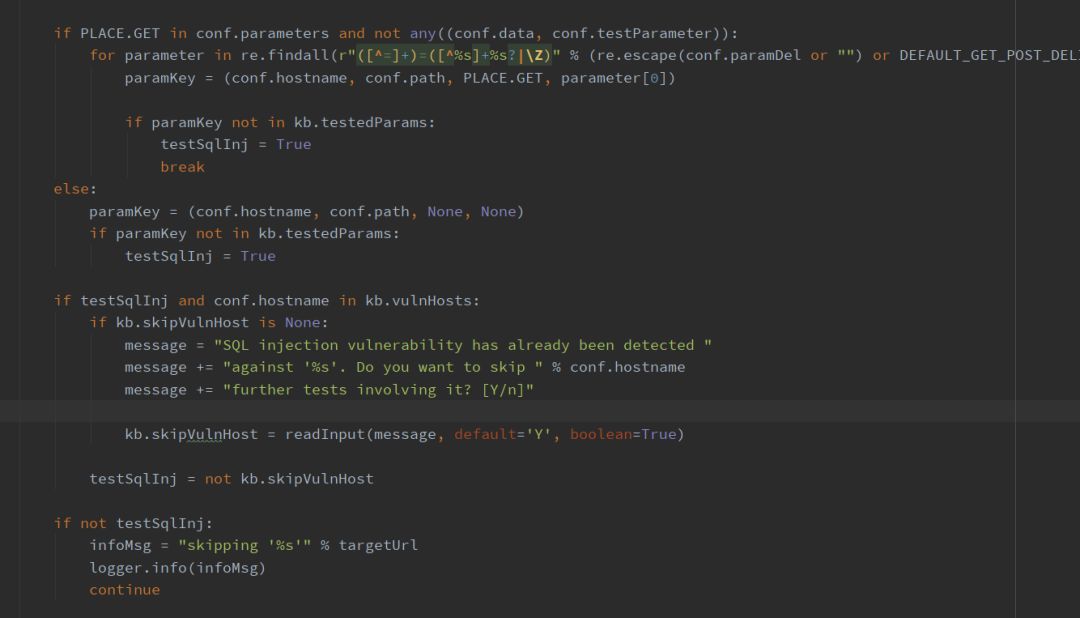 if PLACE.GET in conf.parameters and not any((conf.data, conf.testParameter)):
for parameter in re.findall(r"([^=]+)=([^%s]+%s?|\Z)" % (re.escape(conf.paramDel or "") or DEFAULT_GET_POST_DELI
paramKey = (conf.hostname, conf.path, PLACE.GET, parameter[0])
if paramKey not in kb.testedParams:
testSqlInj = True
break
else:
paramKey = (conf.hostname, conf.path, None, None)
if paramKey not in kb.testedParams:
testSqlInj = True
if testSqlInj and conf.hostname in kb.vulnHosts:
if kb.skipVulnHost is None:
message = "SQL injection vulnerability has already been detected "
message += "against '%s'. Do you want to skip " % conf.hostname
message += "further tests involving it? [Y/n]"
kb.skipVulnHost = readInput(message, default='Y', boolean=True)
testSqlInj = not kb.skipVulnHost
if not testSqlInj:
infoMsg = "skipping '%s'" % targetUrl
logger.info(infoMsg)
continue